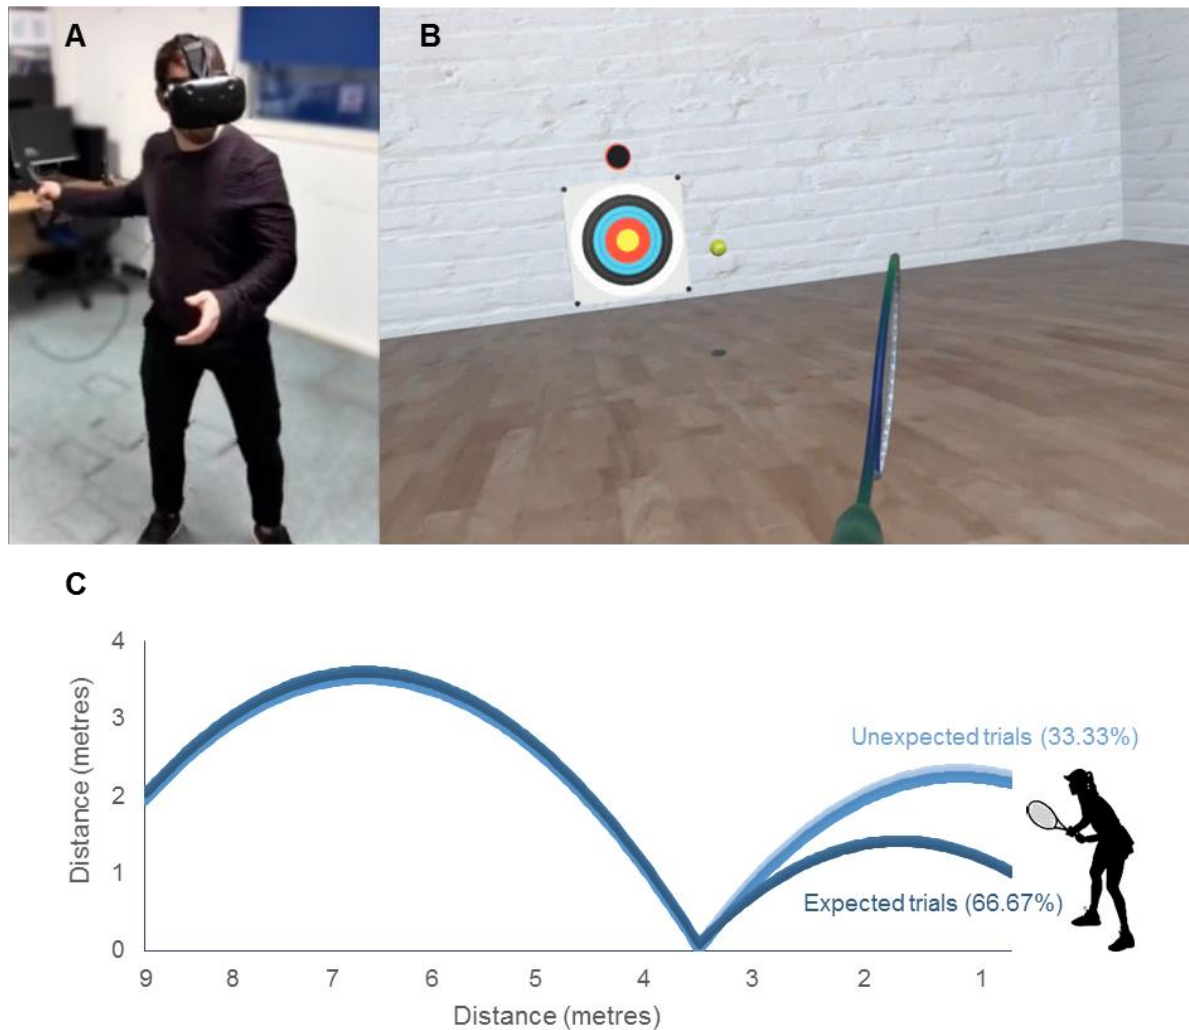 A
B
C
4
3
2
1
0
Distance (metres)
Unexpected trials (33.33%)
Expected trials (66.67%)
9 8 7 6 5 4 3 2 1
Distance (metres)